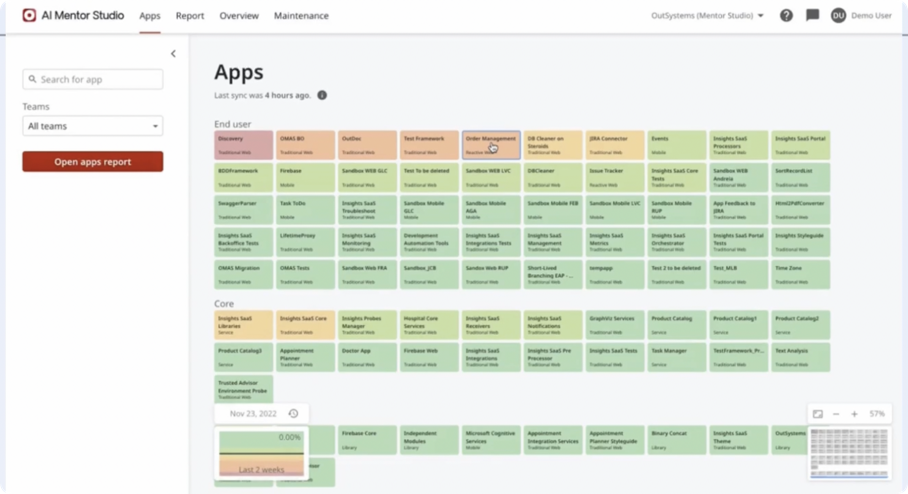 AI Mentor Studio
Apps
Report
Overview
Maintenance
OutSystems (Mentor Studio)
DU
Demo User
Search for app
Teams
All teams
Open apps report
Apps
Last sync was 4 hours ago.
End user
Discovery
Traditional Web
OMAS BO
Traditional Web
OutDoc
Traditional Web
Test Framework
Traditional Web
Order Management
Reactive Web
DB Cleaner on
Steroids
Traditional Web
JIRA Connector
Traditional Web
Events
Mobile
Insights SaaS
Processors
Traditional Web
Insights SaaS Portal
Traditional Web
BDDFramework
Traditional Web
Firebase
Mobile
Sandbox WEB GLC
Traditional Web
Test To be deleted
Traditional Web
Sandbox WEB LVC
Traditional Web
DBCleaner
Traditional Web
Issue Tracker
Reactive Web
Insights SaaS Core
Tests
Traditional Web
Sandbox WEB
Andreia
Traditional Web
SortRecordList
Traditional Web
SwaggerParser
Traditional Web
Task ToDo
Mobile
Insights SaaS
Troubleshoot
Traditional Web
Sandbox Mobile
GLC
Mobile
Sandbox Mobile
AGA
Mobile
Sandbox Mobile FEB
Mobile
Sandbox Mobile LVC
Mobile
Sandbox Mobile
RUP
Mobile
App Feedback to
JIRA
Traditional Web
Html2PdfConverter
Traditional Web
Insights SaaS
Backoffice Tests
Traditional Web
LifetimeProxy
Traditional Web
Insights SaaS
Monitoring
Traditional Web
Development
Automation Tools
Traditional Web
Insights SaaS
Integrations Tests
Traditional Web
Insights SaaS
Management
Traditional Web
Insights SaaS
Metrics
Traditional Web
Insights SaaS
Orchestrator
Traditional Web
Insights SaaS Portal
Tests
Traditional Web
Insights Styleguide
Traditional Web
OMAS Migration
Traditional Web
OMAS Tests
Traditional Web
Sandbox Web FRA
Traditional Web
Sandbox_JCB
Traditional Web
Sandox Web RUP
Traditional Web
Short-Lived
Branching EAP - ...
Traditional Web
tempapp
Traditional Web
Test 2 to be deleted
Traditional Web
Test_MLB
Traditional Web
Time Zone
Traditional Web
Core
Insights SaaS
Libraries
Service
Insights SaaS Core
Traditional Web
Insights Probes
Manager
Traditional Web
Hospital Core
Services
Traditional Web
Insights SaaS
Receivers
Traditional Web
Insights SaaS
Notifications
Traditional Web
GraphViz Services
Traditional Web
Product Catalog
Service
Product Catalog1
Service
Product Catalog2
Service
Product Catalog3
Service
Appointment
Planner
Traditional Web
Doctor App
Traditional Web
Firebase Web
Traditional Web
Insights SaaS
Integrations
Traditional Web
Insights SaaS Pre
Processor
Traditional Web
Insights SaaS Tests
Traditional Web
Task Manager
Service
TestFramework_Pr...
Traditional Web
Text Analysis
Traditional Web
Trusted Advisor
Environment Probe
Traditional Web
Nov 23, 2022
57%
Firebase Core
Library
Independent
Modules
Library
Microsoft Cognitive
Services
Mobile
Appointment
Integration Services
Library
Appointment
Planner Styleguide
Library
Binary Concat
Library
Insights SaaS
Theme
Library
OutSystems
Library
0.00%
Last 2 weeks